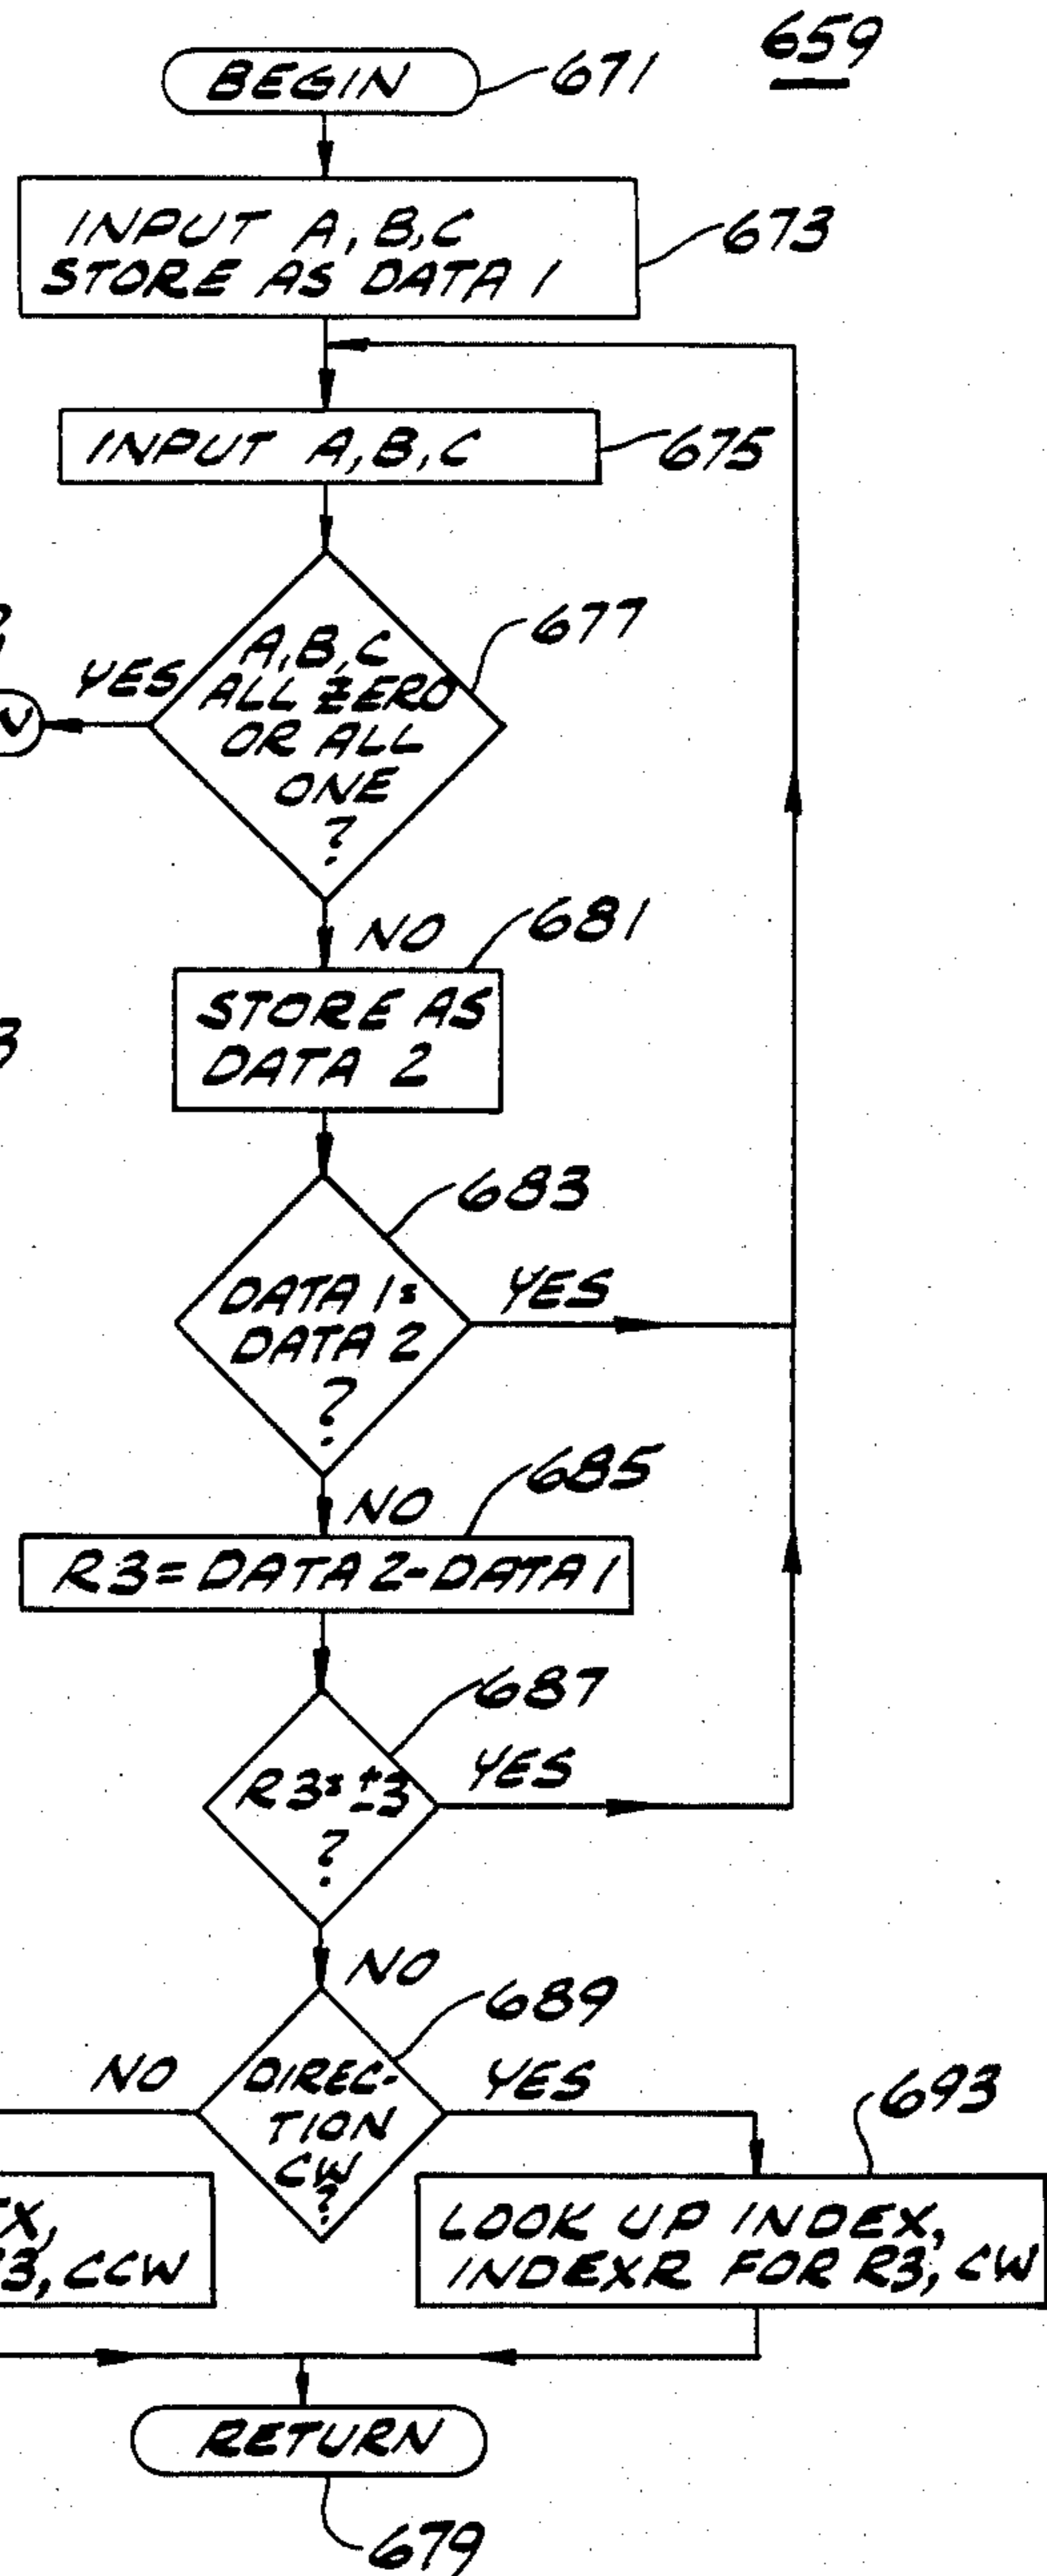 659
BEGIN 671
INPUT A, B, C
STORE AS DATA 1
673
INPUT A, B, C 675
A, B, C
ALL ZERO
OR ALL
ONE
?
677
YES
NO
681
STORE AS
DATA 2
683
DATA 1=
DATA 2
?
YES
NO
685
R3=DATA 2-DATA 1
687
R3=±3
?
YES
NO
689
DIREC-
TION
CW
?
NO
YES
693
3, CCW
LOOK UP INDEX,
INDEXR FOR R3, CW
RETURN
679